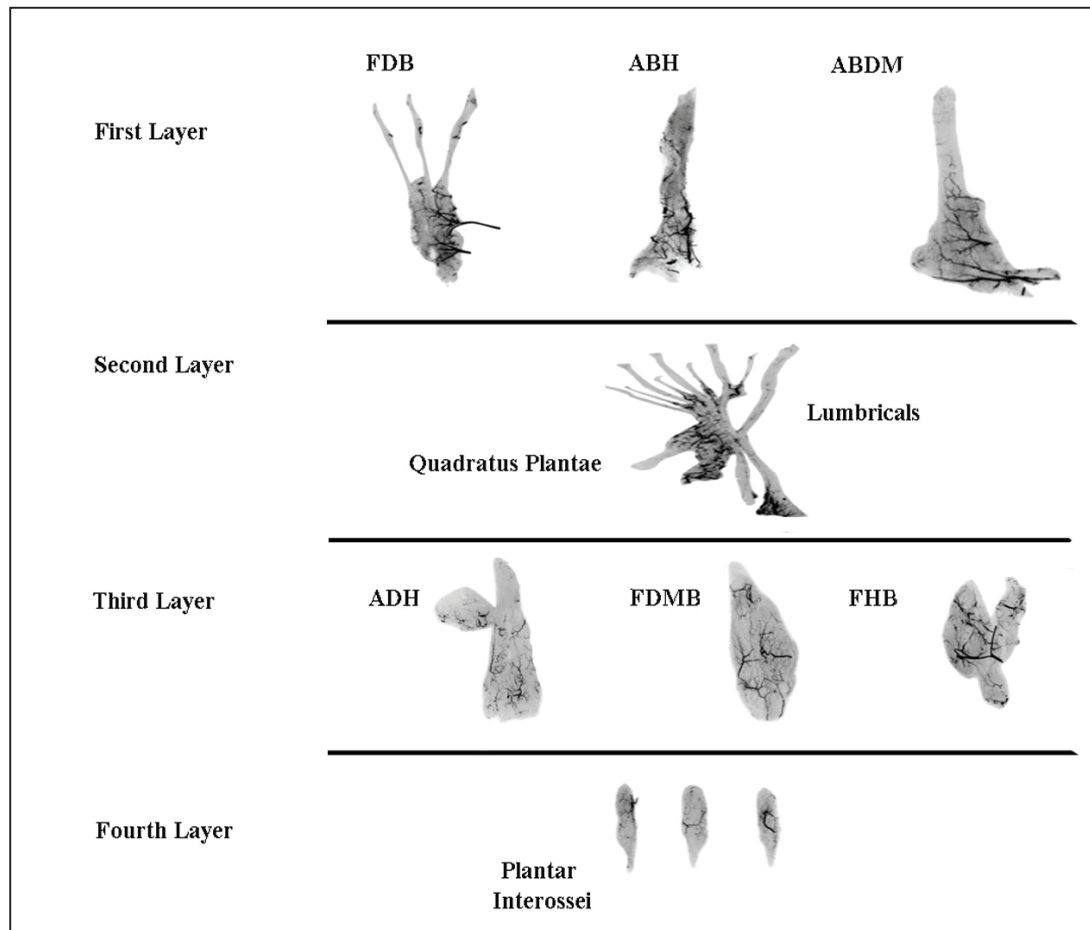 FDB ABH ABDM
First Layer
Second Layer
Lumbricals
Quadratus Plantae
Third Layer
ADH FDMB FHB
Fourth Layer
Plantar
Interossei